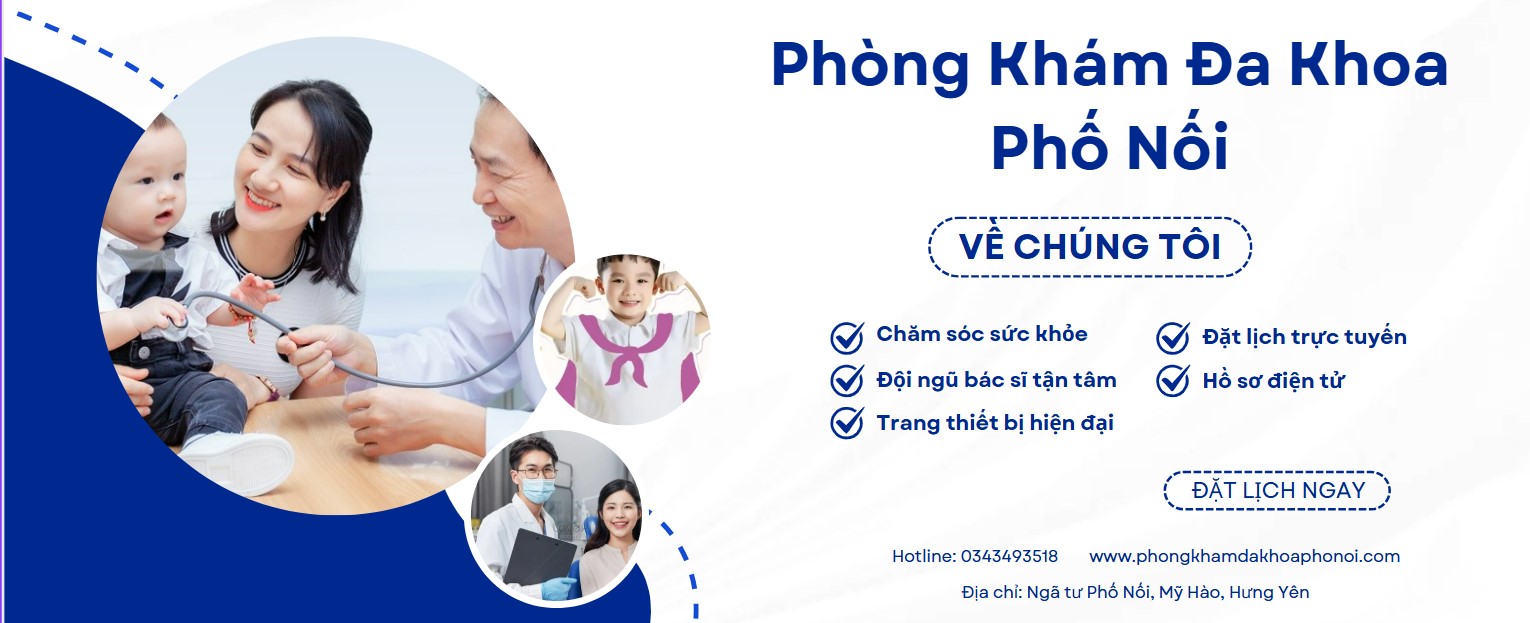 Phòng Khám Đa Khoa
Phố Nối
VỀ CHÚNG TÔI
Chăm sóc sức khỏe
Đội ngũ bác sĩ tận tâm
Trang thiết bị hiện đại
Đặt lịch trực tuyến
Hồ sơ điện tử
ĐẶT LỊCH NGAY
Hotline: 0343493518 www.phongkhamdakhoaphonoi.com
Địa chỉ: Ngã tư Phố Nối, Mỹ Hào, Hưng Yên